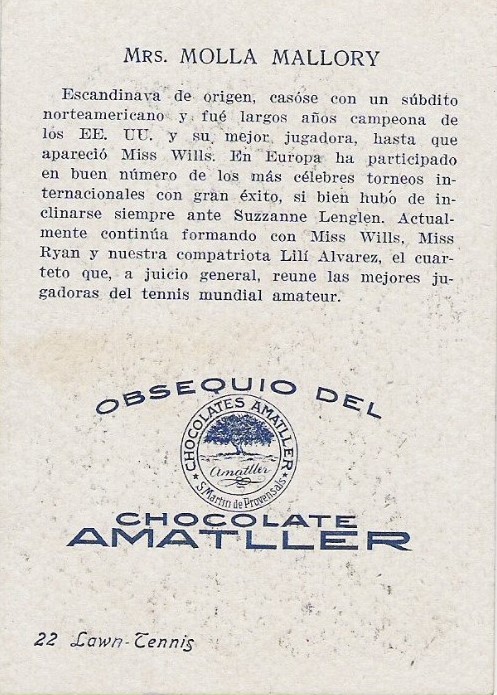 Mrs. MOLLA MALLORY
Escandinava de origen, casóse con un súbdito
norteamericano y fué largos años campeona de
los EE. UU. y su mejor jugadora, hasta que
apareció Miss Wills. En Europa ha participado
en buen número de los más célebres torneos in-
ternacionales con gran éxito, si bien hubo de in-
clinarse siempre ante Suzzanne Lenglen. Actual-
mente continúa formando con Miss Wills, Miss
Ryan y nuestra compatriota Lilí Alvarez, el cuar-
teto que, a juicio general, reune las mejores ju-
gadoras del tennis mundial amateur.
OBSEQUIO DEL
CHOCOLATES AMATLLER
Amatller
S. Martin de Provensals
CHOCOLATE
AMATLLER
22 Lawn-Tennis